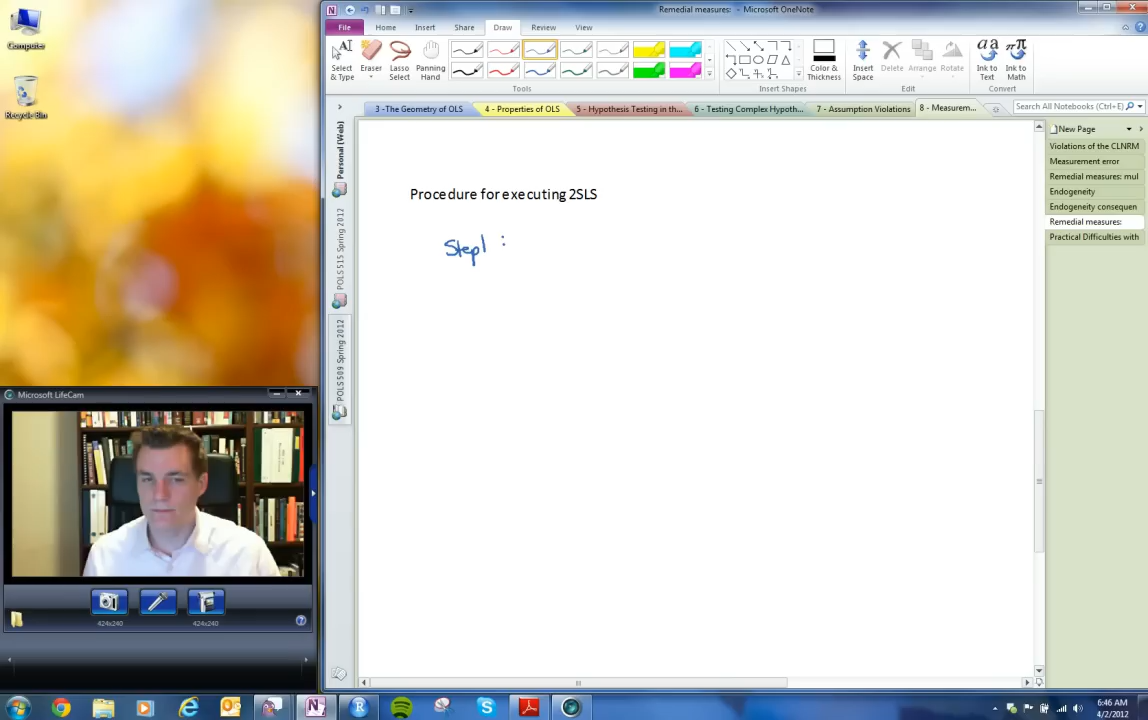 Computer
Recycle Bin
Remedial measures: - Microsoft OneNote
File Home Insert Share Draw Review View
Select & Type
Eraser
Lasso Select
Panning Hand
Tools
Insert Shapes
Color & Thickness
Insert Space
Delete
Arrange
Rotate
Edit
Ink to Text
Ink to Math
Convert
3 -The Geometry of OLS
4 - Properties of OLS
5 - Hypothesis Testing in th...
6 - Testing Complex Hypoth...
7 - Assumption Violations
8 - Measurem...
Search All Notebooks (Ctrl+E)
Personal (Web)
POLS 515 Spring 2012
POLS 509 Spring 2012
Procedure for executing 2SLS
Step 1 :
New Page
Violations of the CLNRM
Measurement error
Remedial measures: mul
Endogeneity
Endogeneity consequen
Remedial measures:
Practical Difficulties with
Microsoft LifeCam
424x240
424x240
6:46 AM
4/2/2012